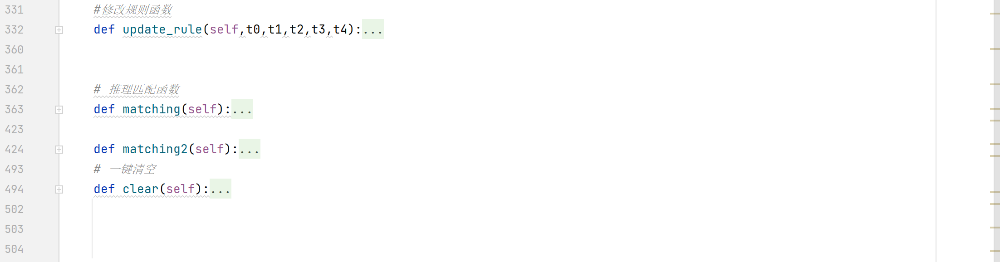 331 #修改规则函数
332 def update_rule(self,t0,t1,t2,t3,t4):...
360
361
362 # 推理匹配函数
363 def matching(self):...
423
424 def matching2(self):...
493 # 一键清空
494 def clear(self):...
502
503
504